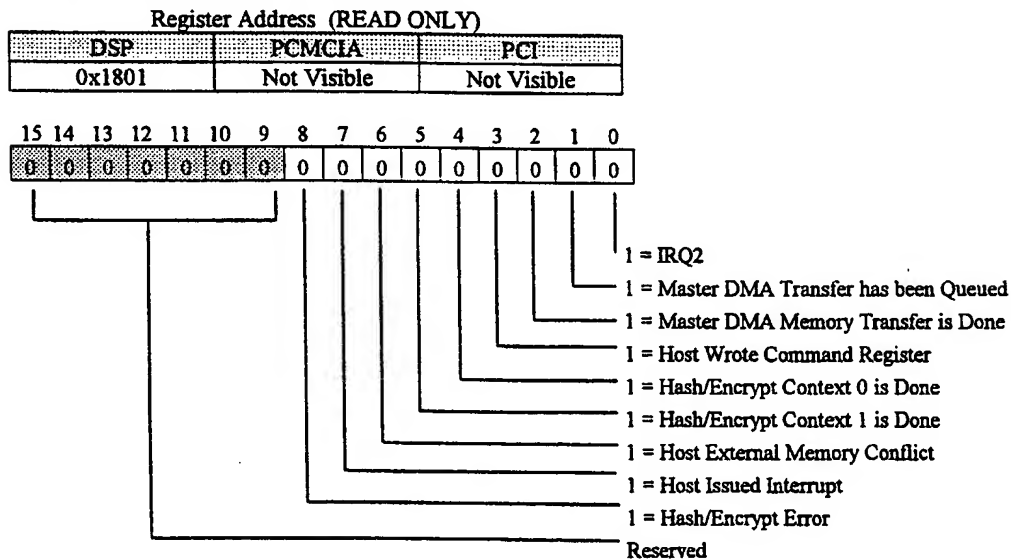 Register Address (READ ONLY)
DSP PCMCIA PCI
0x1801 Not Visible Not Visible
15 14 13 12 11 10 9 8 7 6 5 4 3 2 1 0
0 0 0 0 0 0 0 0 0 0 0 0 0 0 0 0
1 = IRQ2
1 = Master DMA Transfer has been Queued
1 = Master DMA Memory Transfer is Done
1 = Host Wrote Command Register
1 = Hash/Encrypt Context 0 is Done
1 = Hash/Encrypt Context 1 is Done
1 = Host External Memory Conflict
1 = Host Issued Interrupt
1 = Hash/Encrypt Error
Reserved